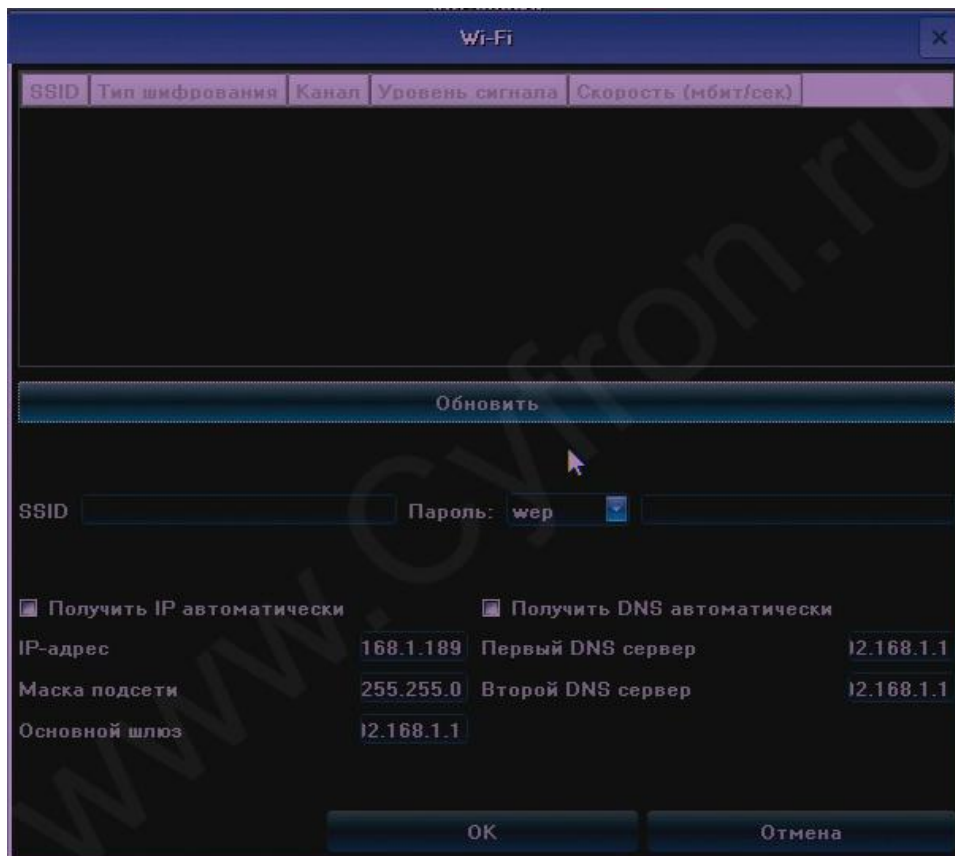 Wi-Fi
SSID Тип шифрования Канал Уровень сигнала Скорость (мбит/сек)
Обновить
SSID Пароль: wep
Получить IP автоматически Получить DNS автоматически
IP-адрес 168.1.189 Первый DNS сервер 2.168.1.1
Маска подсети 255.255.0 Второй DNS сервер 2.168.1.1
Основной шлюз 2.168.1.1
OK Отмена
www.Cyfron.ru